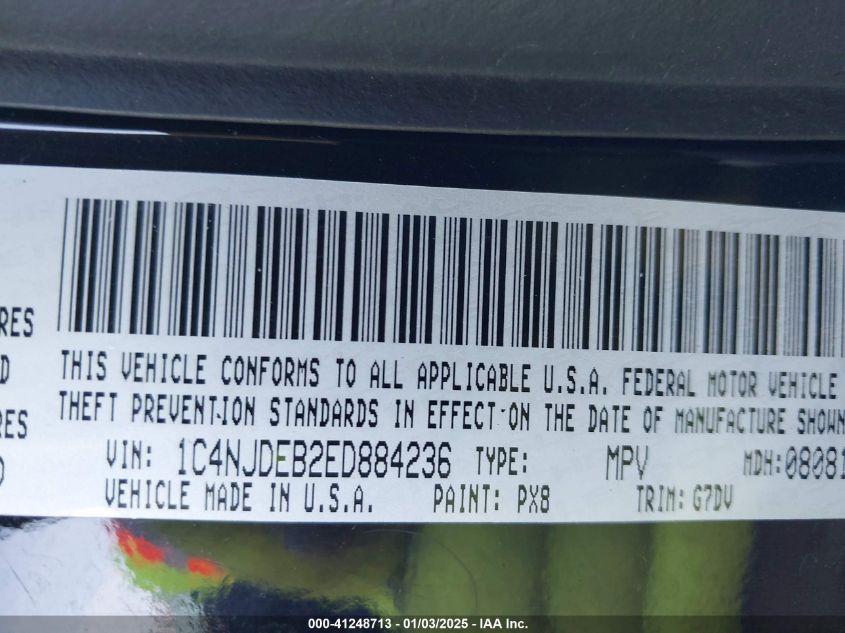 RES
D
RES
THIS VEHICLE CONFORMS TO ALL APPLICABLE U.S.A. FEDERAL MOTOR VEHICLE
THEFT PREVENTION STANDARDS IN EFFECT ON THE DATE OF MANUFACTURE SHOWN
VIN: 1C4NJDEB2ED884236 TYPE: MPV MDH: 08081
VEHICLE MADE IN U.S.A. PAINT: PX8 TRIM: G7DV
000-41248713 - 01/03/2025 - IAA Inc.